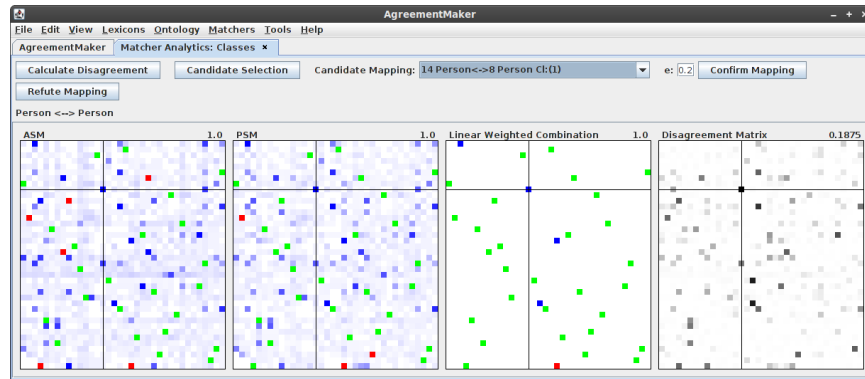 AgreementMaker
File Edit View Lexicons Ontology Matchers Tools Help
AgreementMaker Matcher Analytics: Classes ×
Calculate Disagreement Candidate Selection Candidate Mapping: 14 Person<->8 Person Cl:(1) e: 0.2 Confirm Mapping
Refute Mapping
Person <--> Person
ASM 1.0 PSM 1.0 Linear Weighted Combination 1.0 Disagreement Matrix 0.1875